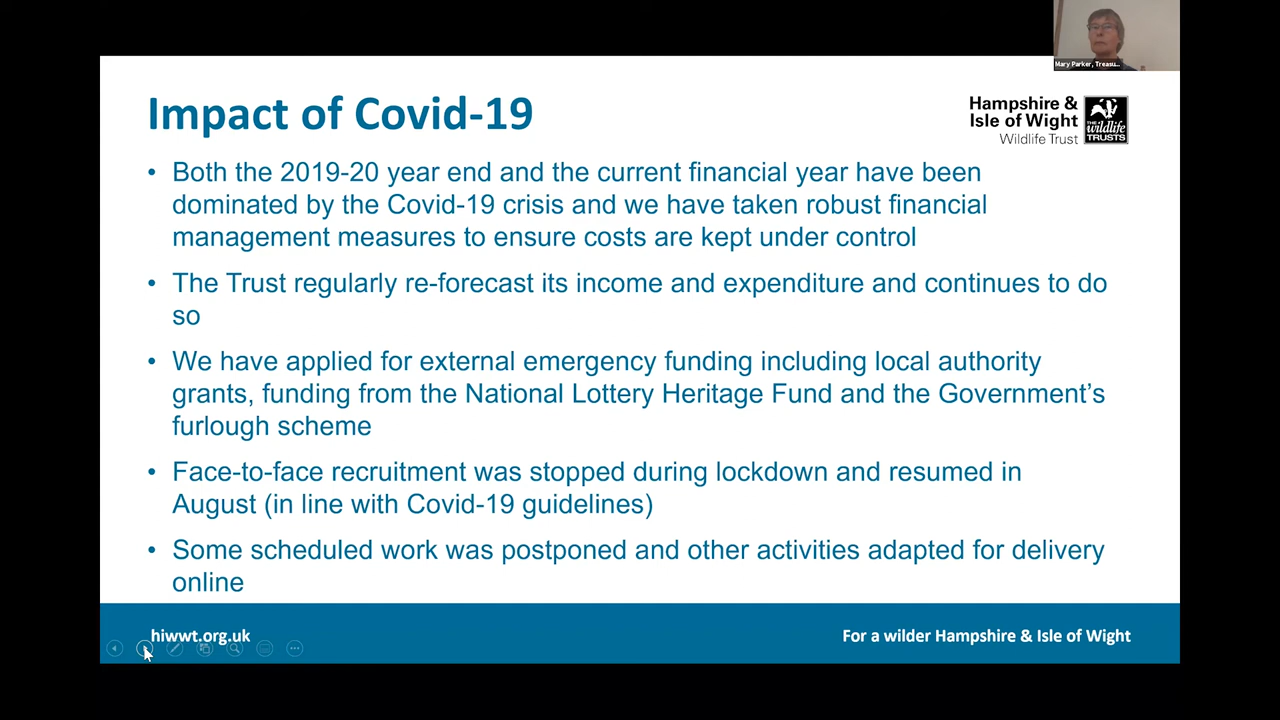 Mary Parker, Treasu...
Impact of Covid-19
Hampshire &
Isle of Wight
Wildlife Trust
THE
wildlife
TRUSTS
• Both the 2019-20 year end and the current financial year have been
dominated by the Covid-19 crisis and we have taken robust financial
management measures to ensure costs are kept under control
• The Trust regularly re-forecast its income and expenditure and continues to do
so
• We have applied for external emergency funding including local authority
grants, funding from the National Lottery Heritage Fund and the Government’s
furlough scheme
• Face-to-face recruitment was stopped during lockdown and resumed in
August (in line with Covid-19 guidelines)
• Some scheduled work was postponed and other activities adapted for delivery
online
hiwwt.org.uk
For a wilder Hampshire & Isle of Wight